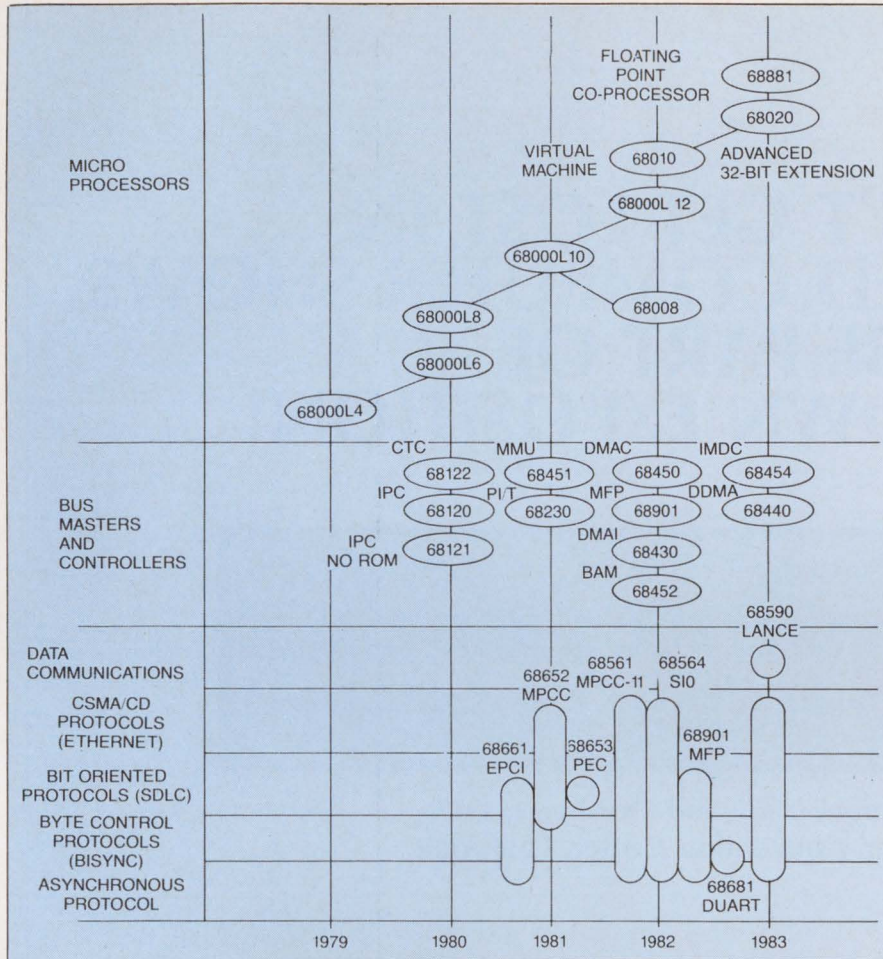 FLOATING
POINT
CO-PROCESSOR
68881
68020
MICRO
PROCESSORS
VIRTUAL
MACHINE
68010
ADVANCED
32-BIT EXTENSION
68000L 12
68000L10
68000L8
68008
68000L6
68000L4
BUS
MASTERS
AND
CONTROLLERS
CTC
68122
MMU
68451
DMAC
68450
IMDC
68454
IPC
68120
PI/T
68230
MFP
68901
DDMA
68440
IPC
NO ROM
68121
DMAI
68430
BAM
68452
DATA
COMMUNICATIONS
68590
LANCE
68652
MPCC
68561
MPCC-11
68564
SI0
CSMA/CD
PROTOCOLS
(ETHERNET)
68661
EPCI
68653
PEC
68901
MFP
BIT ORIENTED
PROTOCOLS (SDLC)
BYTE CONTROL
PROTOCOLS
(BISYNC)
ASYNCHRONOUS
PROTOCOL
68681
DUART
1979 1980 1981 1982 1983